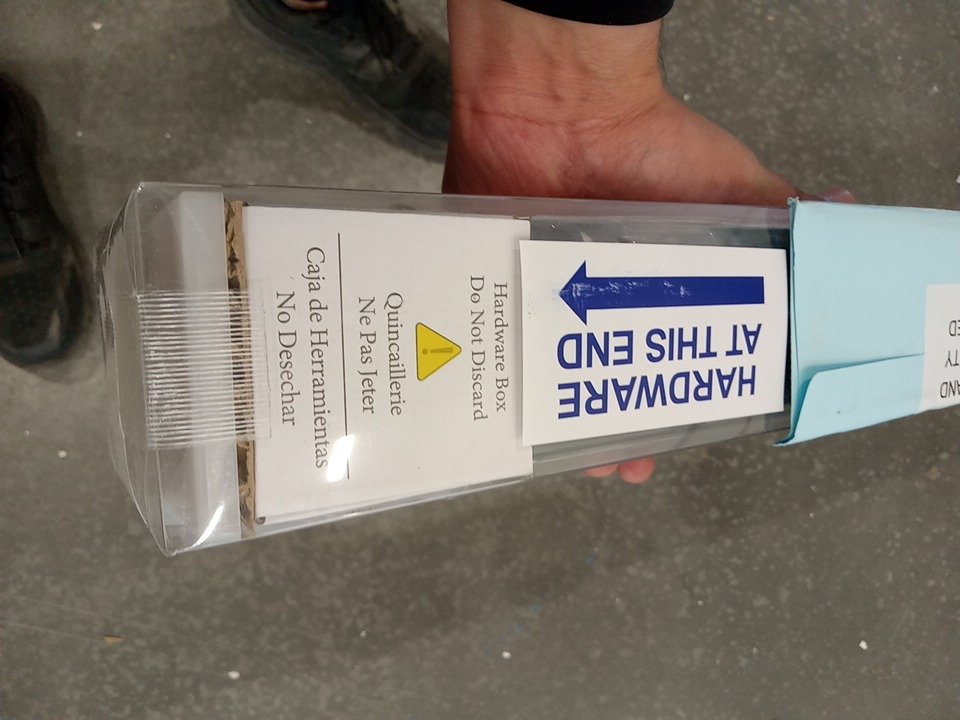 Hardware Box
Do Not Discard
Quincaillerie
Ne Pas Jeter
Caja de Herramientas
No Desechar
HARDWARE
AT THIS END